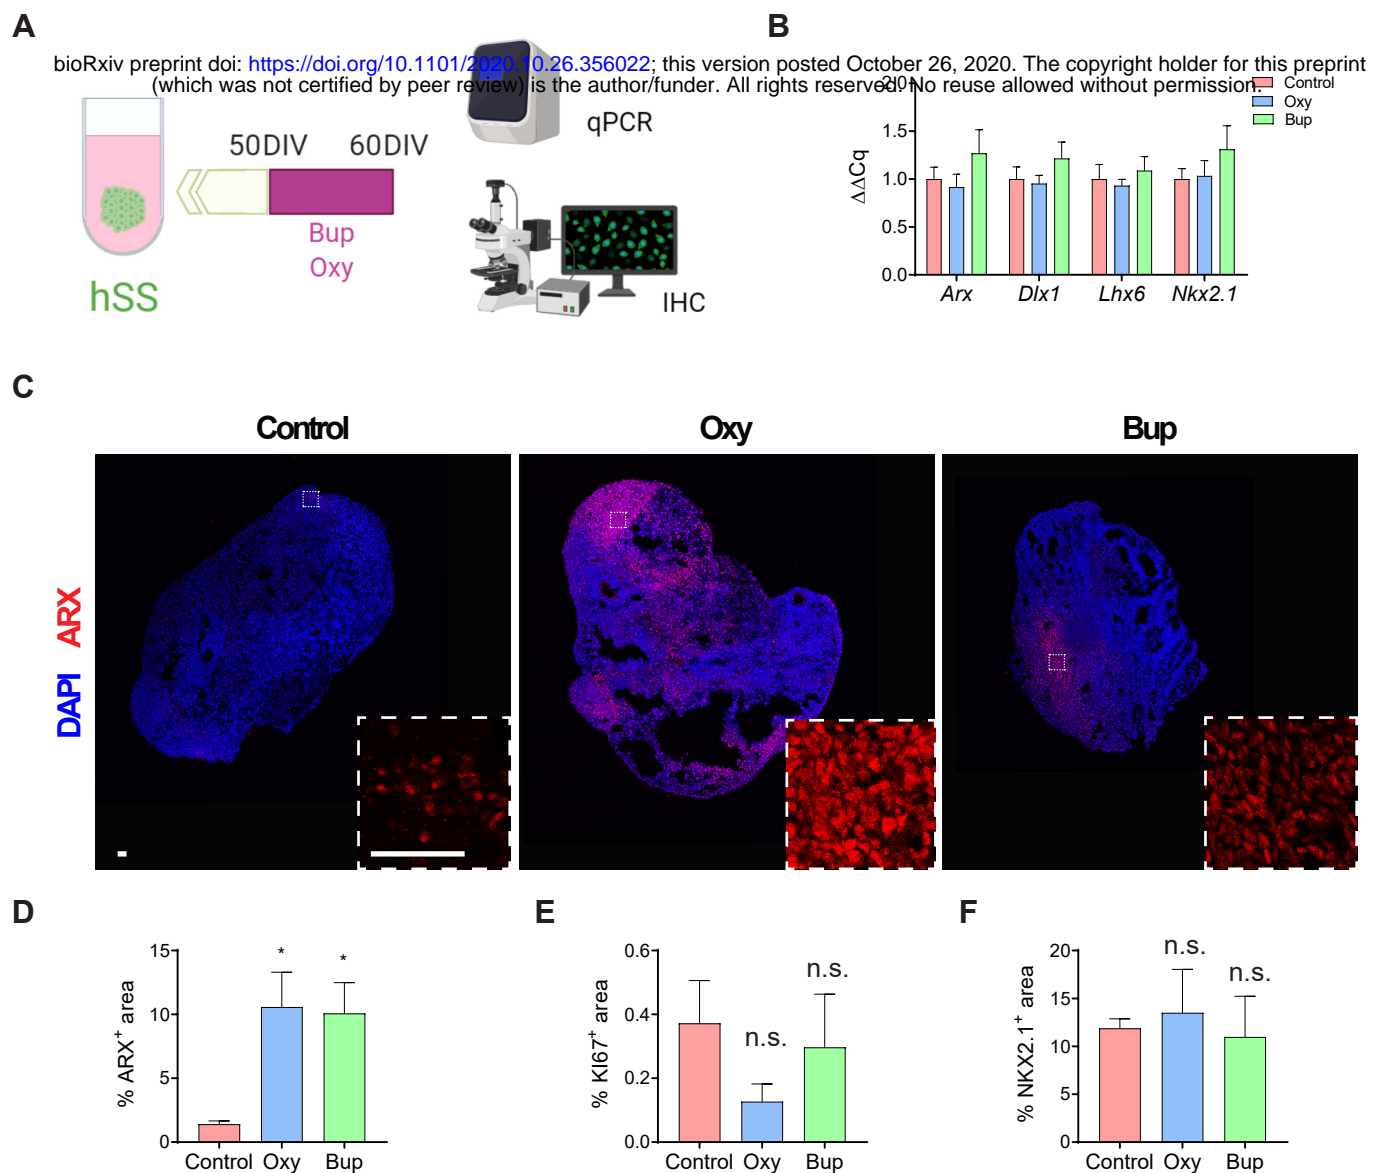 A
B
bioRxiv preprint doi: https://doi.org/10.1101/2020.10.26.356022; this version posted October 26, 2020. The copyright holder for this preprint
(which was not certified by peer review) is the author/funder. All rights reserved. No reuse allowed without permission.
50DIV 60DIV
Bup
Oxy
hSS
qPCR
IHC
2.0
1.5
1.0
0.5
0.0
ΔΔCq
Arx Dlx1 Lhx6 Nkx2.1
Control
Oxy
Bup
C
Control Oxy Bup
DAPI ARX
D
% ARX+ area
15
10
5
0
* *
Control Oxy Bup
E
% KI67+ area
0.6
0.4
0.2
0.0
n.s. n.s.
Control Oxy Bup
F
% NKX2.1+ area
20
15
10
5
0
n.s. n.s.
Control Oxy Bup